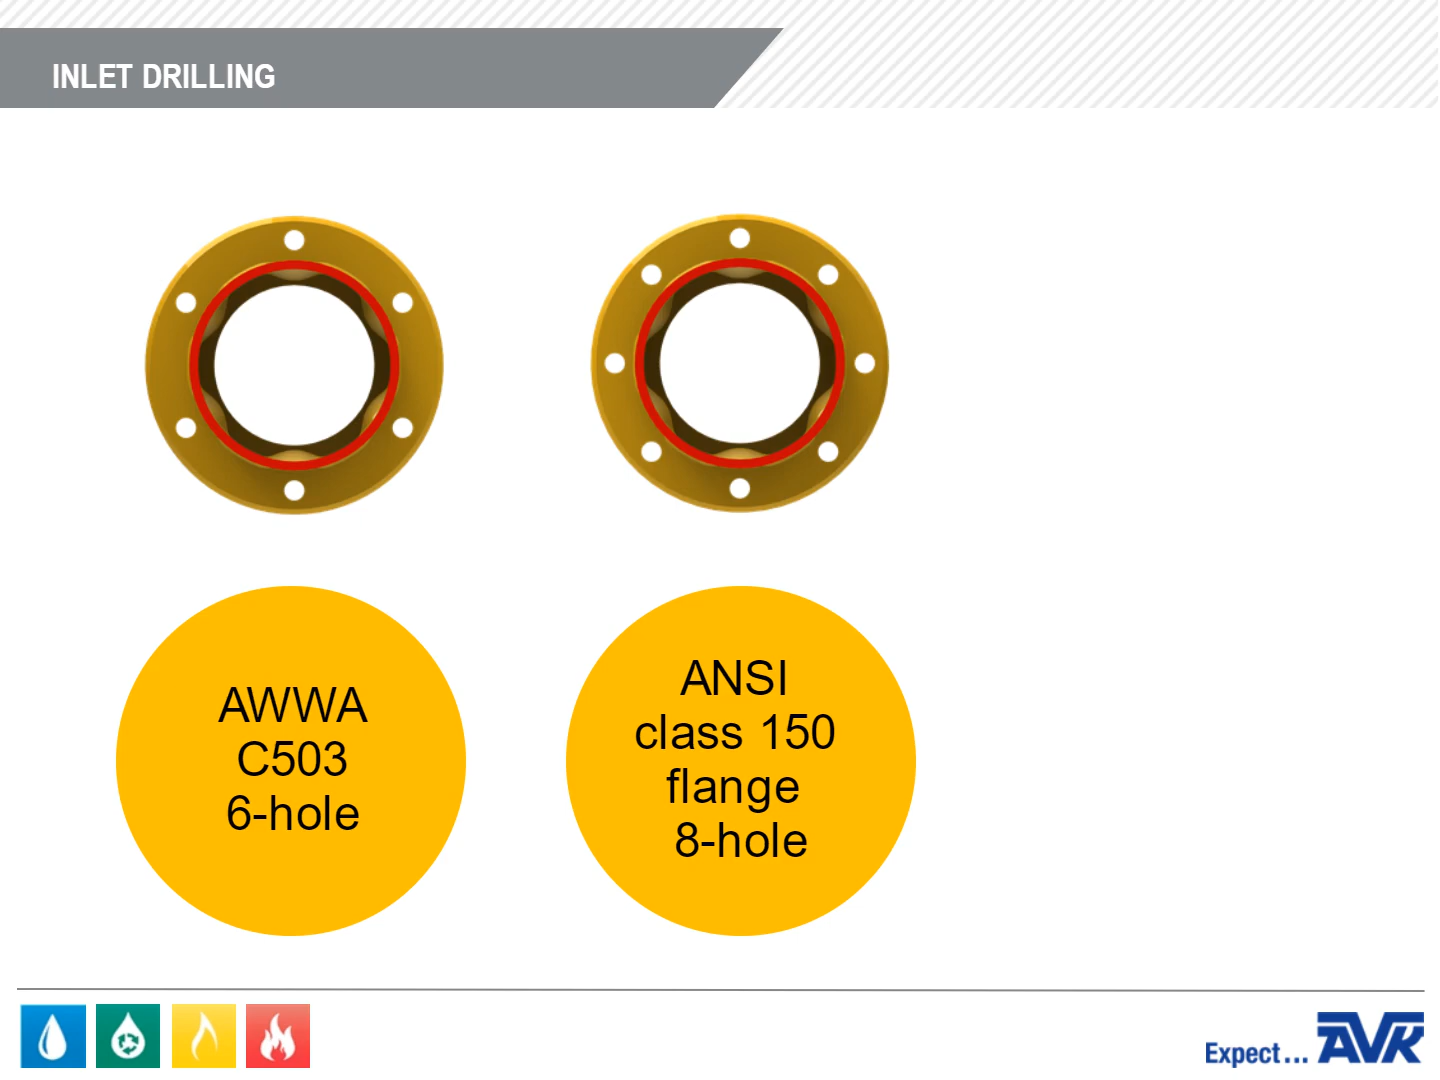 INLET DRILLING
AWWA
C503
6-hole
ANSI
class 150
flange
8-hole
Expect... AVK